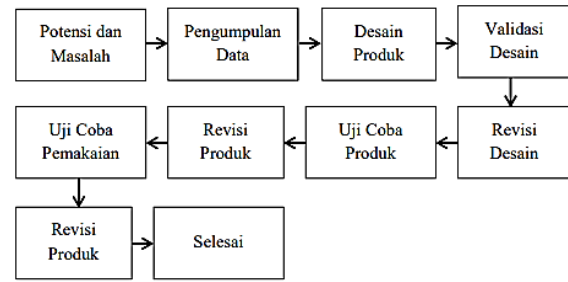 Potensi dan
Masalah
Pengumpulan
Data
Desain
Produk
Validasi
Desain
Revisi
Desain
Uji Coba
Produk
Revisi
Produk
Uji Coba
Pemakaian
Revisi
Produk
Selesai